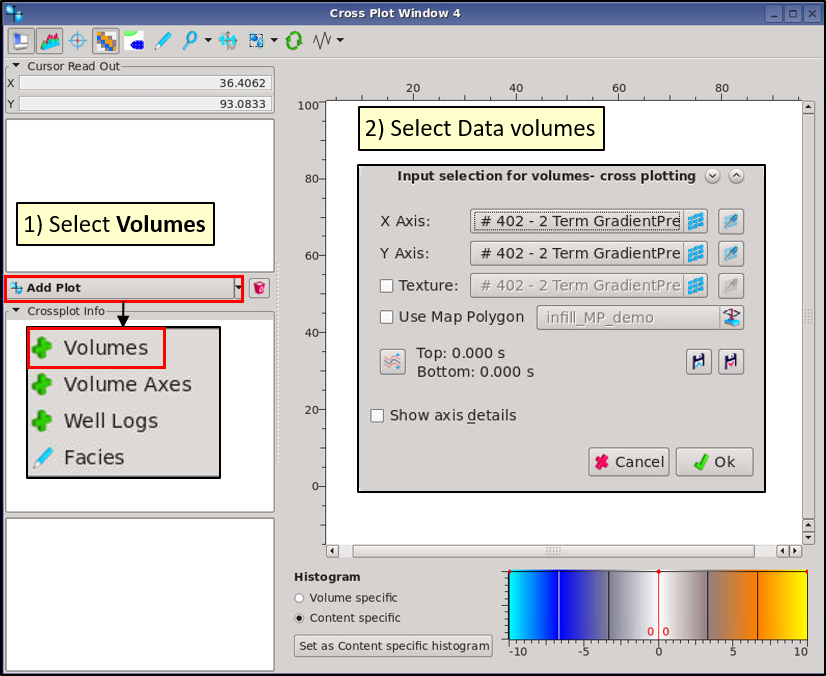 Cross Plot Window 4
Cursor Read Out
X 36.4062
Y 93.0833
20 40 60 80
100
80
60
40
20
0
1) Select Volumes
Add Plot
Crossplot Info
Volumes
Volume Axes
Well Logs
Facies
2) Select Data volumes
Input selection for volumes- cross plotting
X Axis: # 402 - 2 Term GradientPre
Y Axis: # 402 - 2 Term GradientPre
Texture: # 402 - 2 Term GradientPre
Use Map Polygon infill_MP_demo
Top: 0.000 s
Bottom: 0.000 s
Show axis details
Cancel Ok
Histogram
Volume specific
Content specific
Set as Content specific histogram
0 0
-10 -5 0 5 10